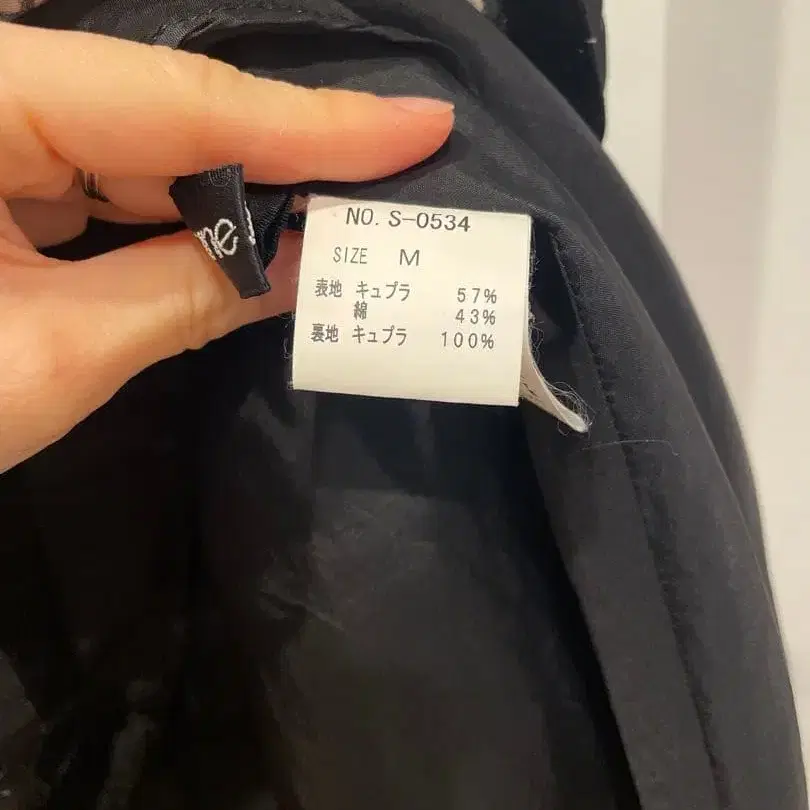 NO. S-0534
SIZE M
表地 キュプラ 57%
綿 43%
裏地 キュプラ 100%